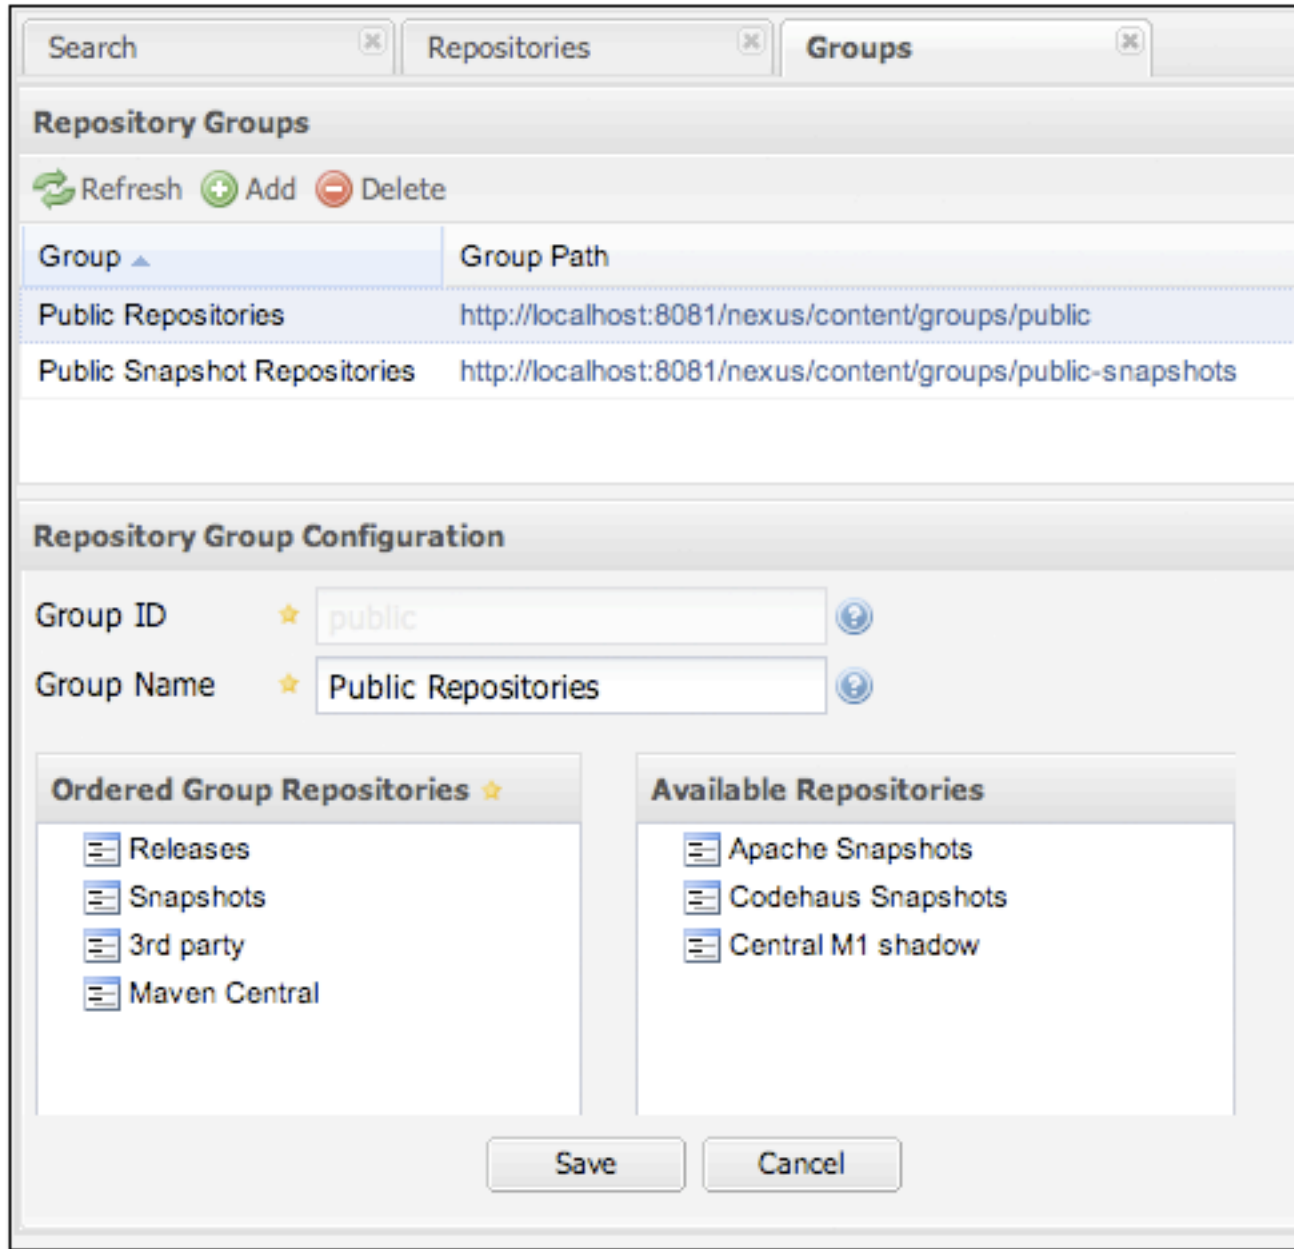 Search Repositories Groups
Repository Groups
Refresh Add Delete
Group Group Path
Public Repositories http://localhost:8081/nexus/content/groups/public
Public Snapshot Repositories http://localhost:8081/nexus/content/groups/public-snapshots
Repository Group Configuration
Group ID public
Group Name Public Repositories
Ordered Group Repositories Available Repositories
Releases Apache Snapshots
Snapshots Codehaus Snapshots
3rd party Central M1 shadow
Maven Central
Save Cancel